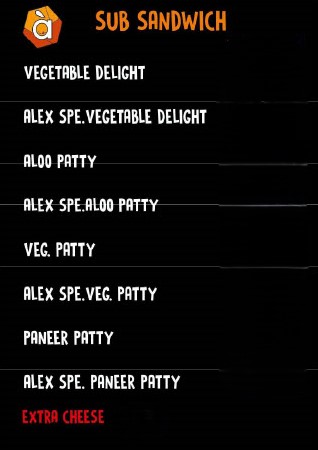 a
SUB SANDWICH
VEGETABLE DELIGHT
ALEX SPE.VEGETABLE DELIGHT
ALOO PATTY
ALEX SPE.ALOO PATTY
VEG. PATTY
ALEX SPE.VEG. PATTY
PANEER PATTY
ALEX SPE. PANEER PATTY
EXTRA CHEESE